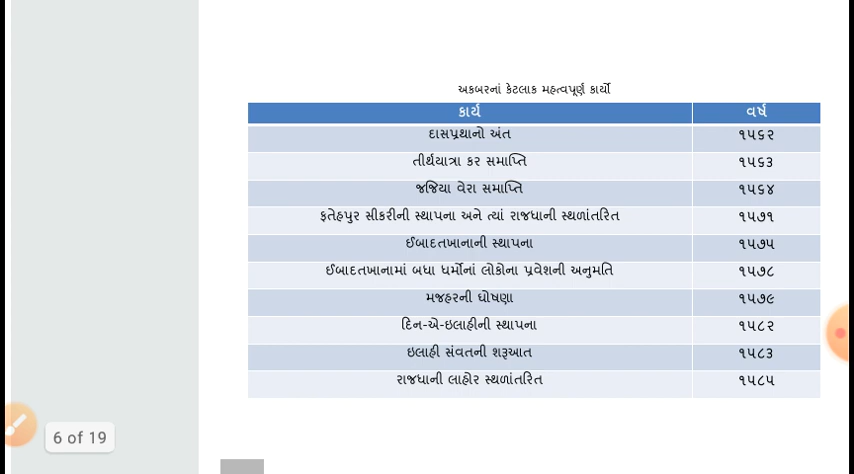 અકબરનાં કેટલાક મહત્વપૂર્ણ કાર્યો
કાર્ય વર્ષ
દાસપ્રથાનો અંત ૧૫૬૨
તીર્થયાત્રા કર સમાપ્તિ ૧૫૬૩
જજિયા વેરા સમાપ્તિ ૧૫૬૪
ફતેહપુર સીકરીની સ્થાપના અને ત્યાં રાજધાની સ્થળાંતરિત ૧૫૭૧
ઈબાદતખાનાની સ્થાપના ૧૫૭૫
ઈબાદતખાનામાં બધા ધર્મોનાં લોકોના પ્રવેશની અનુમતિ ૧૫૭૮
મજહરની ઘોષણા ૧૫૭૯
દિન-એ-ઇલાહીની સ્થાપના ૧૫૮૨
ઇલાહી સંવતની શરૂઆત ૧૫૮૩
રાજધાની લાહોર સ્થળાંતરિત ૧૫૮૫
6 of 19